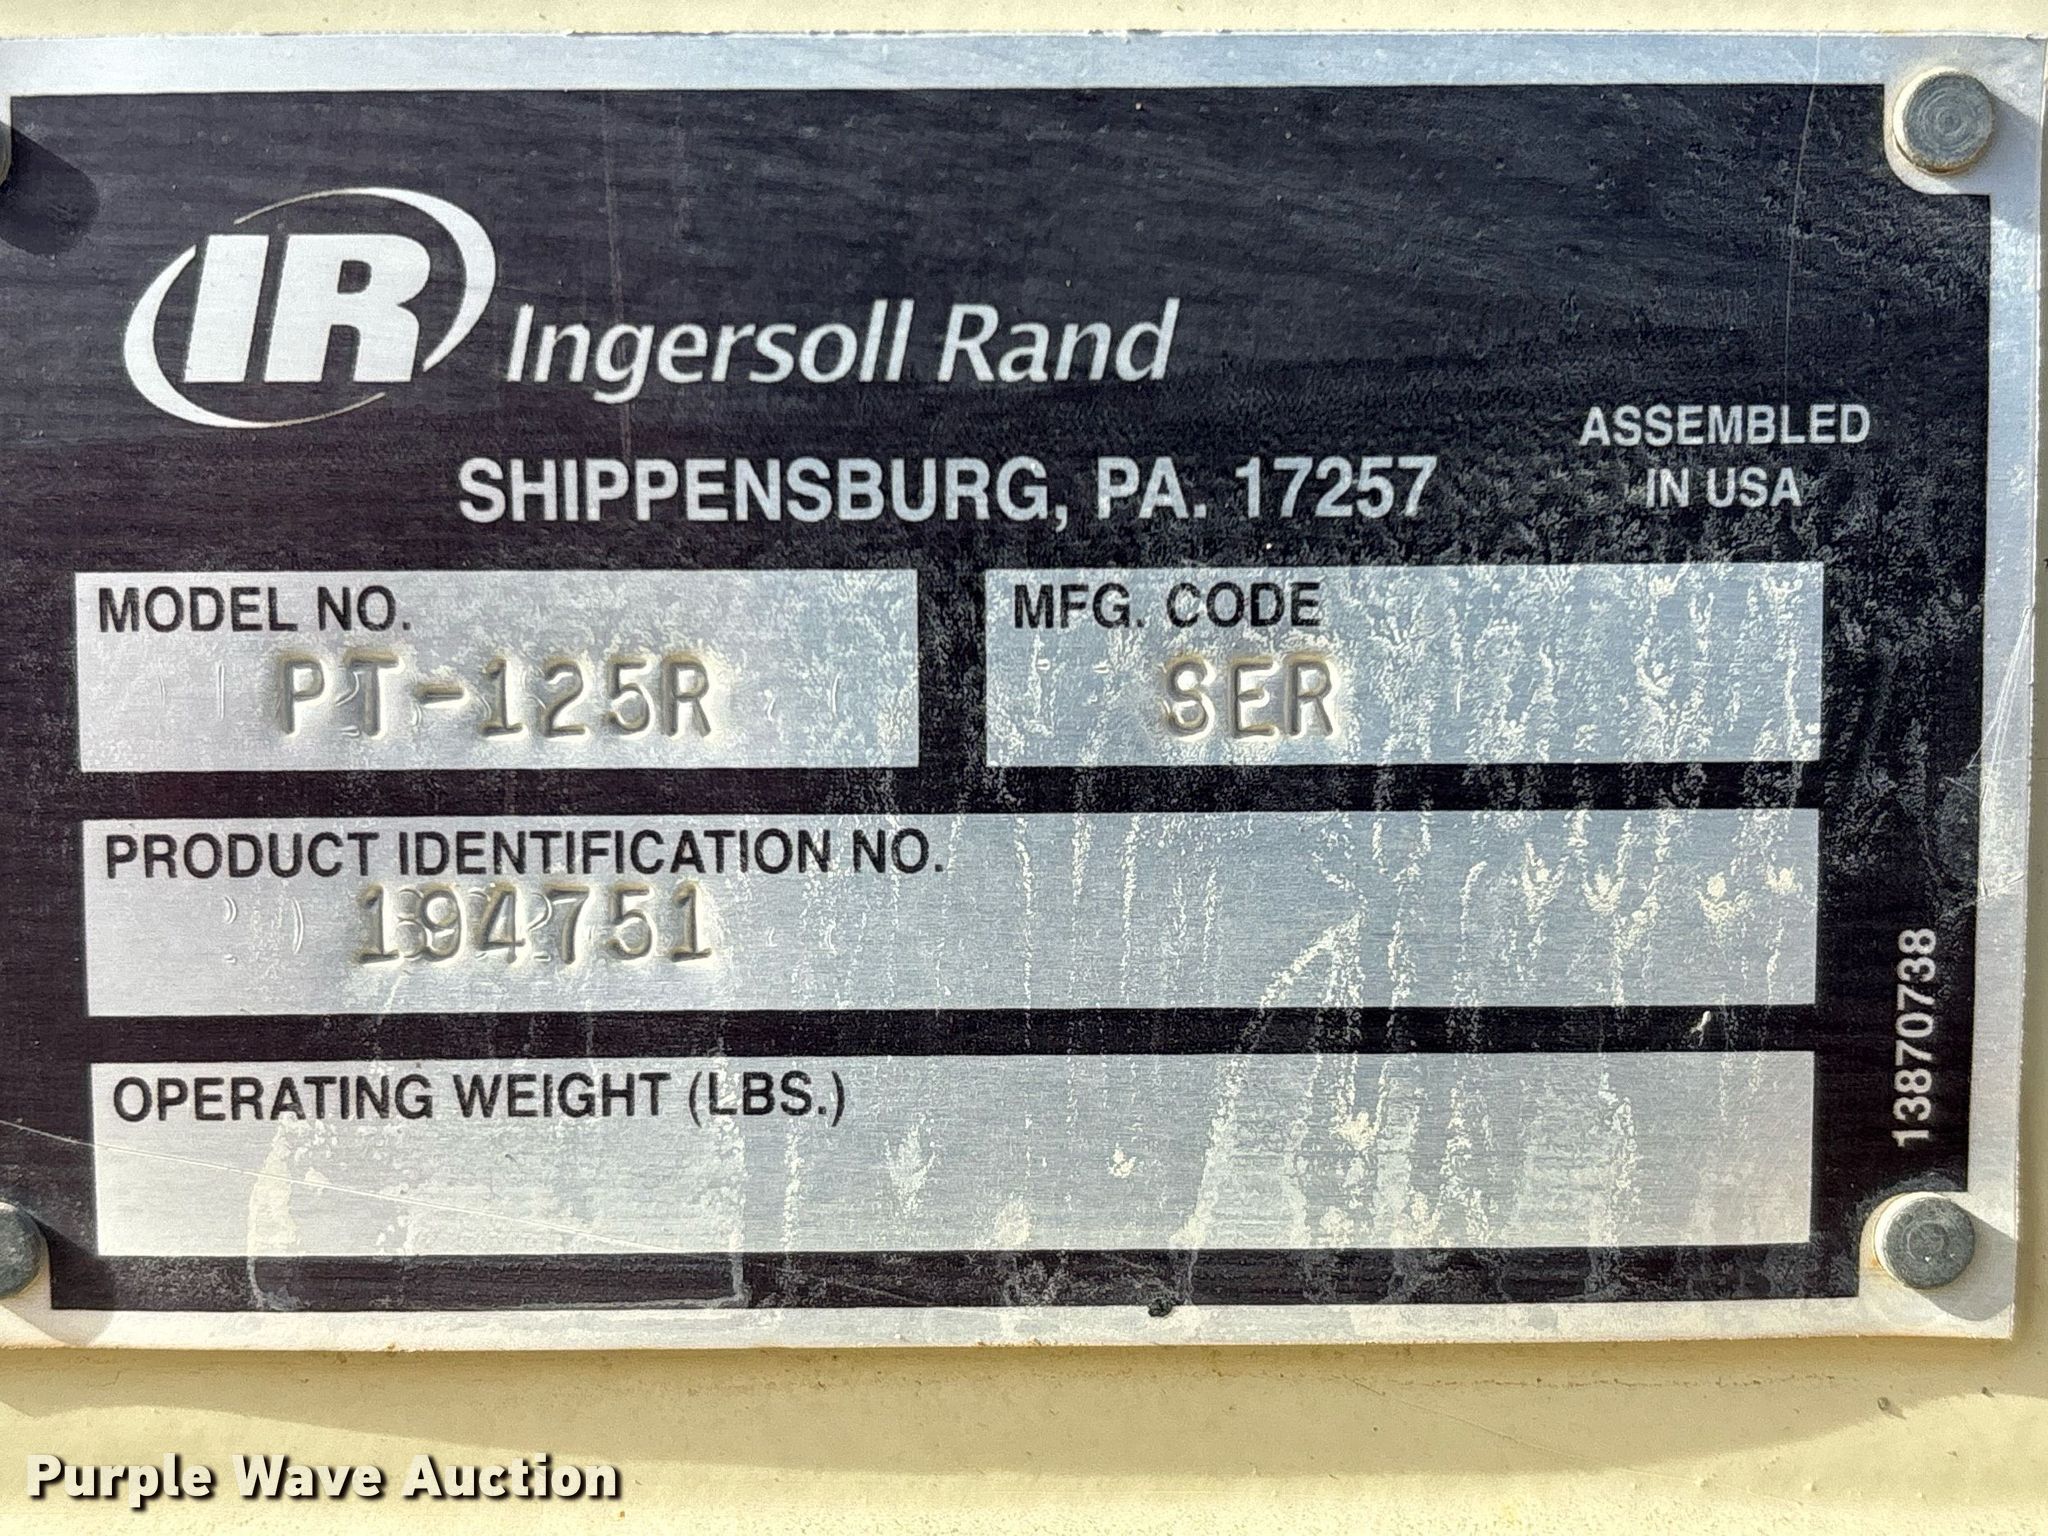 IR Ingersoll Rand
SHIPPENSBURG, PA. 17257
ASSEMBLED
IN USA
MODEL NO.
PT-125R
MFG. CODE
SER
PRODUCT IDENTIFICATION NO.
194751
OPERATING WEIGHT (LBS.)
13870738
Purple Wave Auction